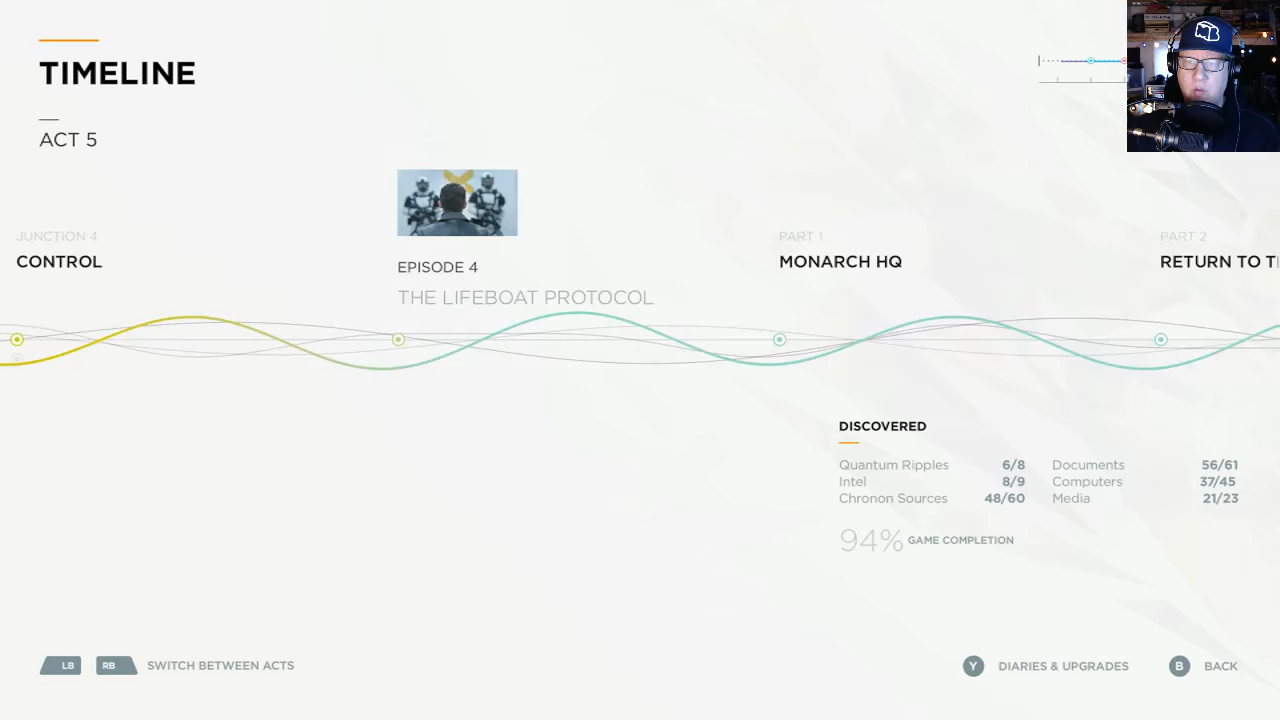 TIMELINE
ACT 5
JUNCTION 4
CONTROL
EPISODE 4
THE LIFEBOAT PROTOCOL
PART 1
MONARCH HQ
PART 2
RETURN TO
DISCOVERED
Quantum Ripples 6/8 Documents 56/61
Intel 8/9 Computers 37/45
Chronon Sources 48/60 Media 21/23
94% GAME COMPLETION
LB RB SWITCH BETWEEN ACTS
Y DIARIES & UPGRADES B BACK